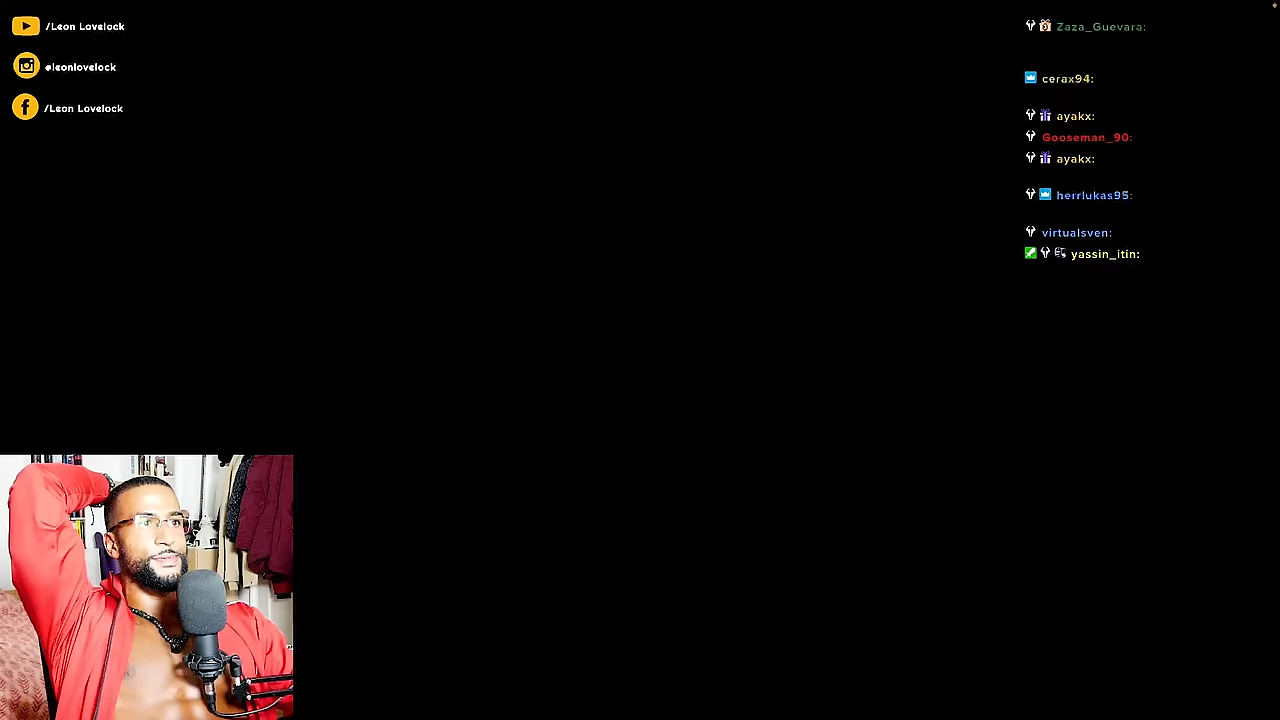 /Leon Lovelock
@leonlovelock
/Leon Lovelock
Zaza_Guevara:
cerax94:
ayakx:
Gooseman_90:
ayakx:
herrlukas95:
virtualsven:
yassin_itin: